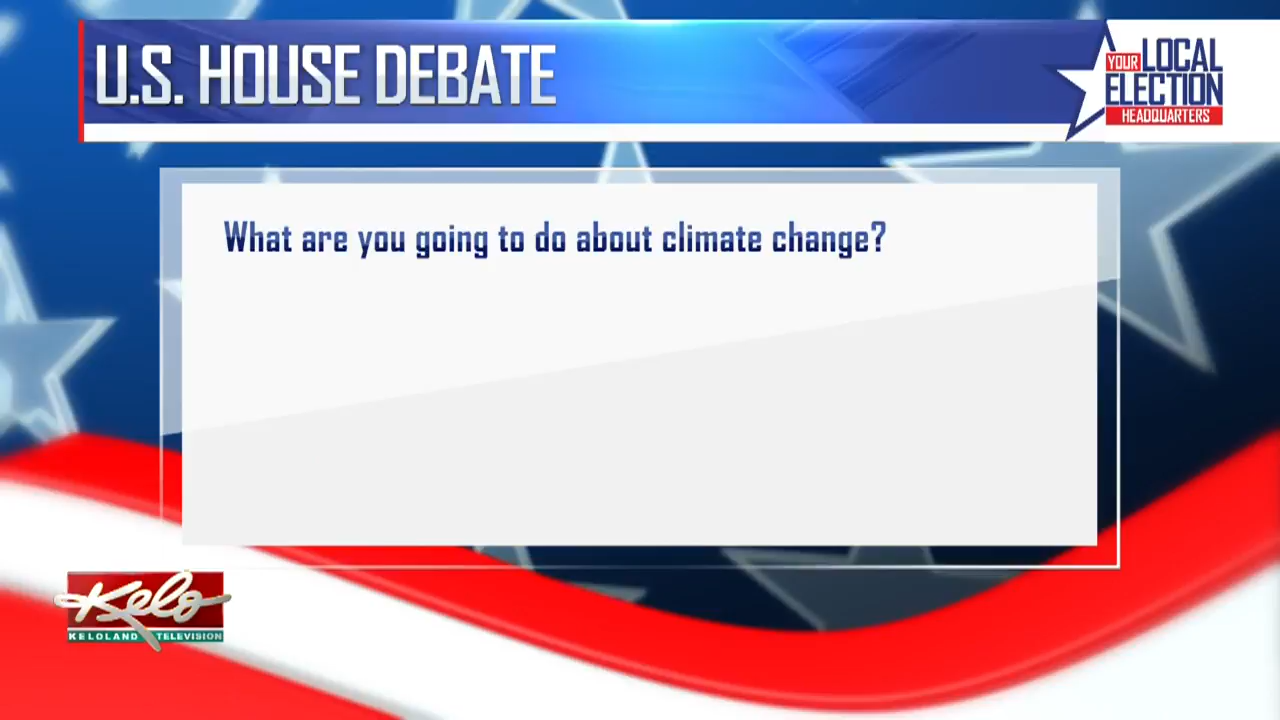 U.S. HOUSE DEBATE
YOUR LOCAL
ELECTION
HEADQUARTERS
What are you going to do about climate change?
Kelo
KELOLAND TELEVISION